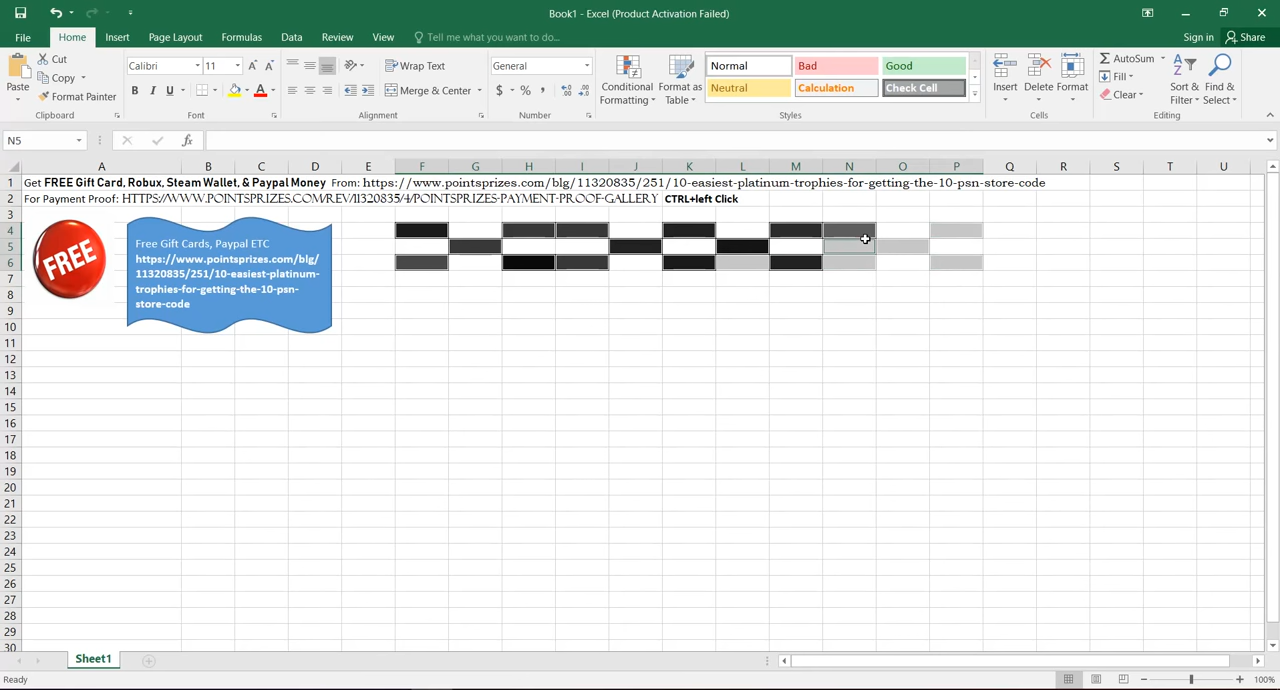 Book1 - Excel (Product Activation Failed)
File Home Insert Page Layout Formulas Data Review View Tell me what you want to do... Sign in Share
Cut
Copy
Format Painter
Paste
Calibri 11
B I U
Wrap Text
Merge & Center
General
$ % ,
Conditional Formatting
Format as Table
Normal Bad Good
Neutral Calculation Check Cell
Insert Delete Format
AutoSum
Fill
Clear
Sort & Filter
Find & Select
Clipboard Font Alignment Number Styles Cells Editing
N5 fx
A B C D E F G H I J K L M N O P Q R S T U
1 Get FREE Gift Card, Robux, Steam Wallet, & Paypal Money From: https://www.pointsprizes.com/blg/11320835/251/10-easiest-platinum-trophies-for-getting-the-10-psn-store-code
2 For Payment Proof: HTTPS://WWW.POINTSPRIZES.COM/REV/11320835/4/POINTSPRIZES-PAYMENT-PROOF-GALLERY CTRL+left Click
3
4
5
6
7
8
9
10
11
12
13
14
15
16
17
18
19
20
21
22
23
24
25
26
27
28
29
30
FREE
Free Gift Cards, Paypal ETC
https://www.pointsprizes.com/blg/
11320835/251/10-easiest-platinum-
trophies-for-getting-the-10-psn-
store-code
Sheet1
Ready
100%